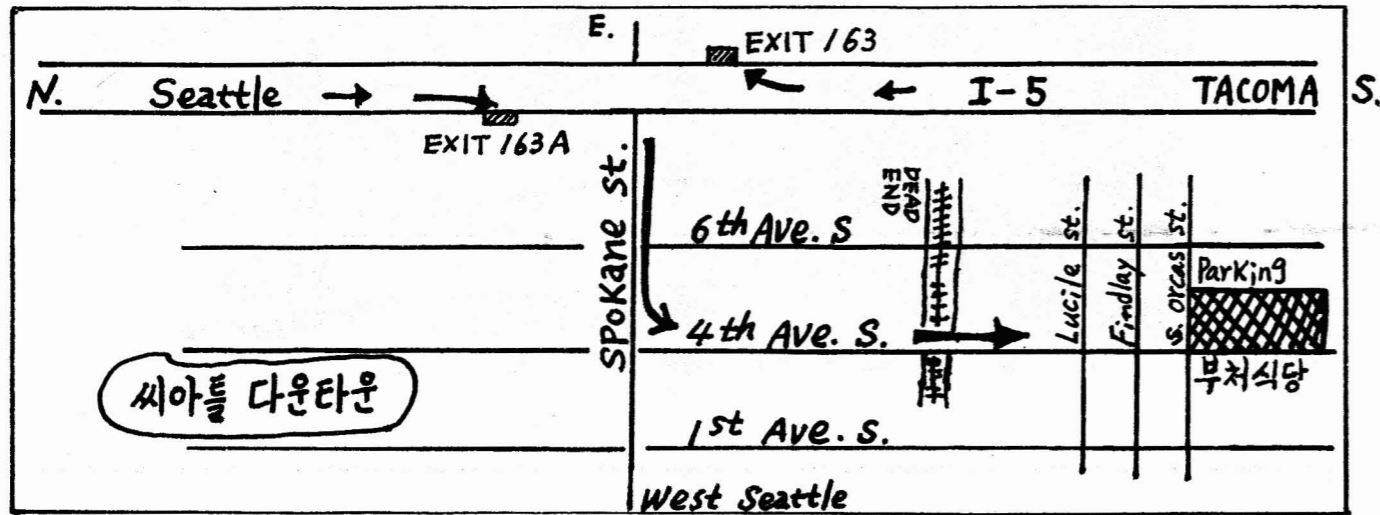 E.
EXIT 163
N. Seattle I-5 TACOMA S.
EXIT 163A
SPOKane st.
DEAD
END
6th Ave. S
Lucile st.
Findlay st.
S. orcas st.
Parking
4th Ave. S.
부처식당
씨아틀 다운타운
1st Ave. S.
West Seattle